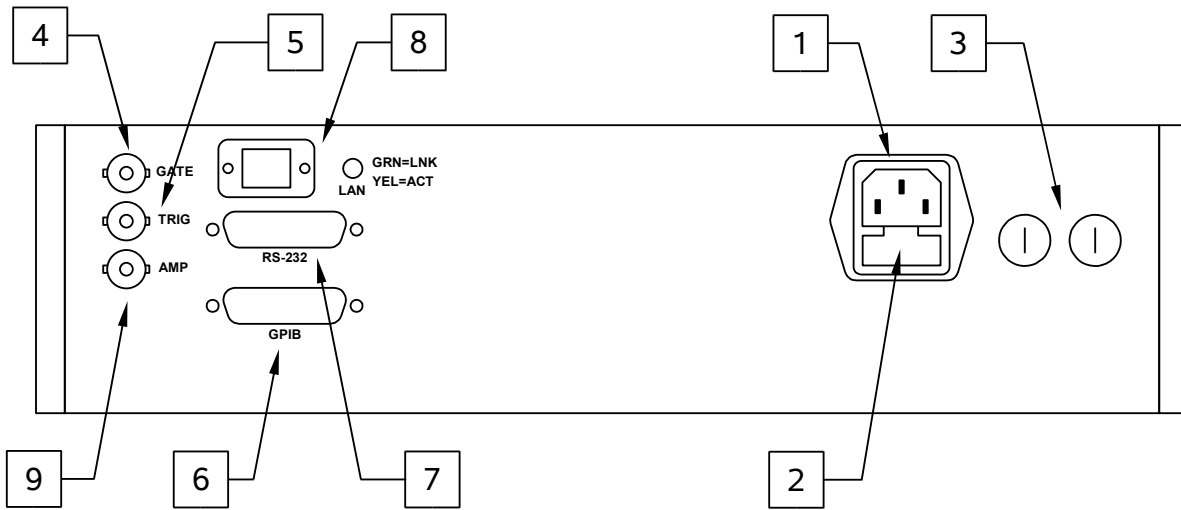 4
5
8
1
3
GATE
GRN=LNK
LAN
YEL=ACT
TRIG
RS-232
AMP
GPIB
9
6
7
2